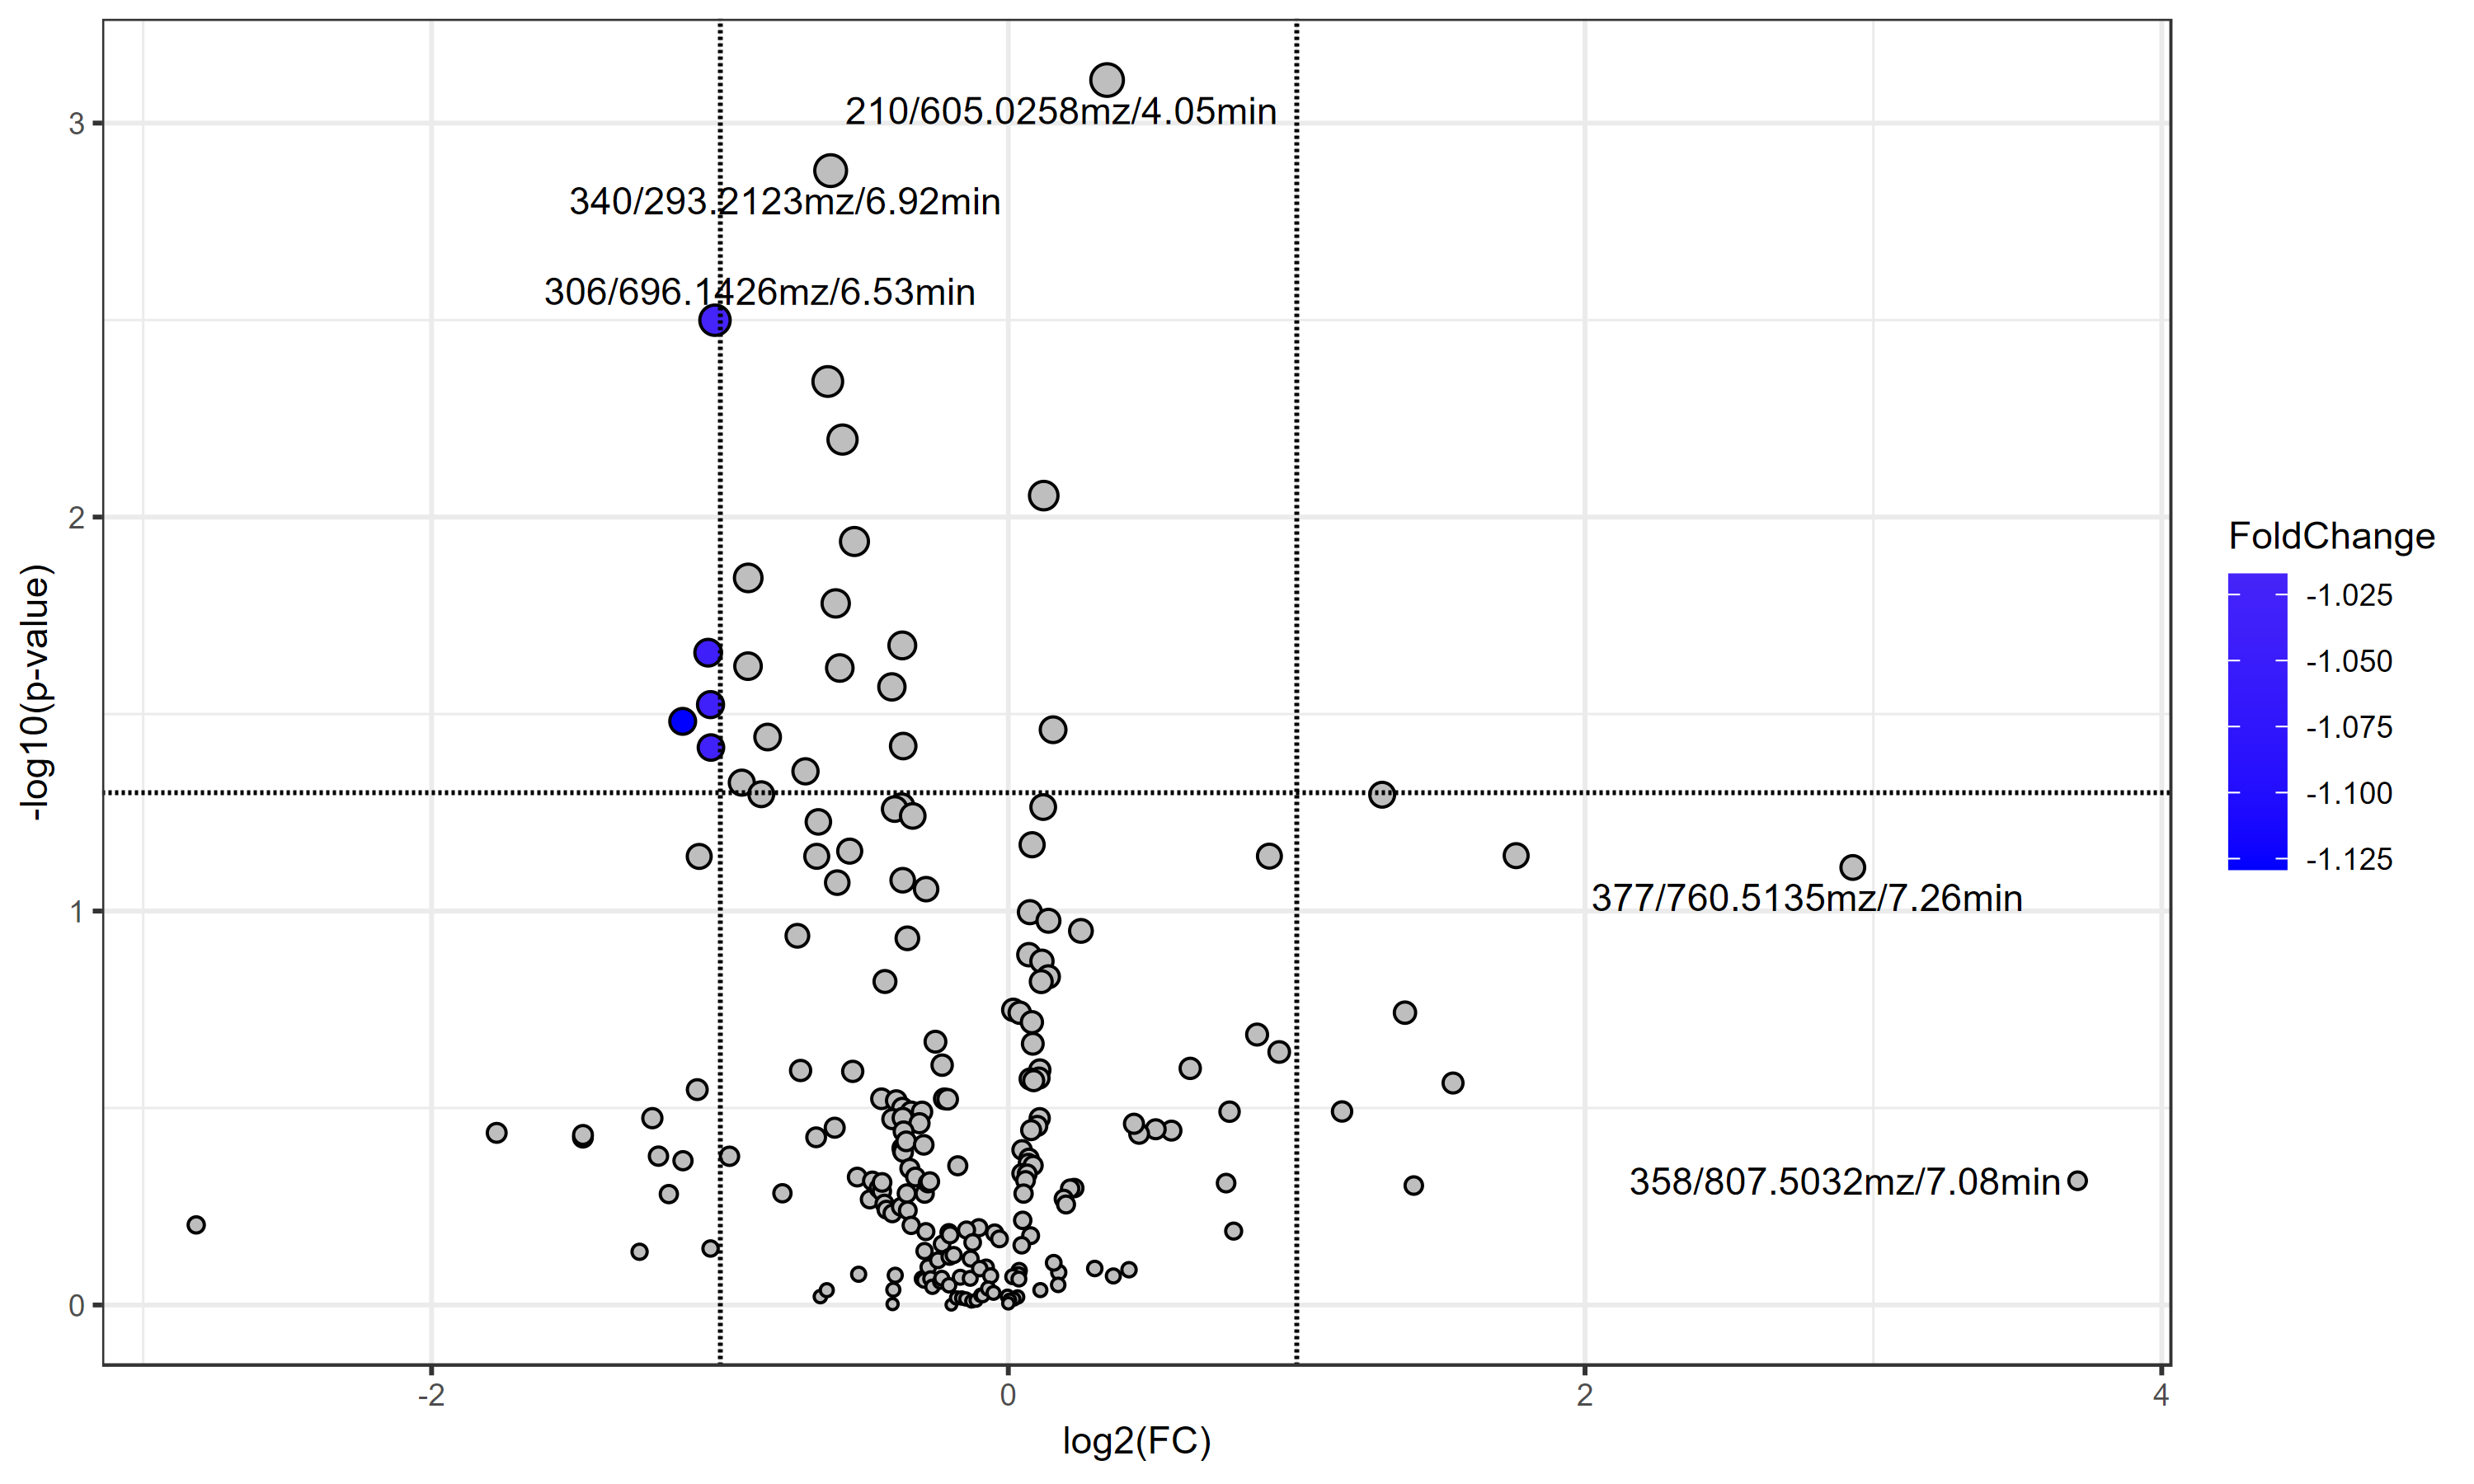 210/605.0258mz/4.05min
340/293.2123mz/6.92min
306/696.1426mz/6.53min
377/760.5135mz/7.26min
358/807.5032mz/7.08min
3
2
1
0
-log10(p-value)
-2
0
2
4
log2(FC)
FoldChange
-1.025
-1.050
-1.075
-1.100
-1.125